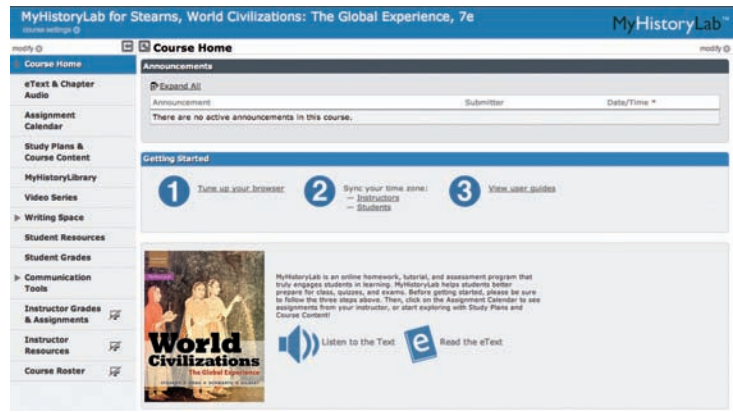 MyHistoryLab for Stearns, World Civilizations: The Global Experience, 7e
course settings
MyHistoryLab™
modify
Course Home
modify
Course Home
eText & Chapter
Audio
Assignment
Calendar
Study Plans &
Course Content
MyHistoryLibrary
Video Series
Writing Space
Student Resources
Student Grades
Communication
Tools
Instructor Grades
& Assignments
Instructor
Resources
Course Roster
Announcements
Expand All
Announcement Submitter Date/Time
There are no active announcements in this course.
Getting Started
1 Tune up your browser
2 Sync your time zone:
— Instructors
— Students
3 View user guides
World
Civilizations
The Global Experience
MyHistoryLab is an online homework, tutorial, and assessment program that
truly engages students in learning. MyHistoryLab helps students better
prepare for class, quizzes, and exams. Before getting started, please be sure
to follow the three steps above. Then, click on the Assignment Calendar to see
assignments from your instructor, or start exploring with Study Plans and
Course Content!
Listen to the Text
e Read the eText